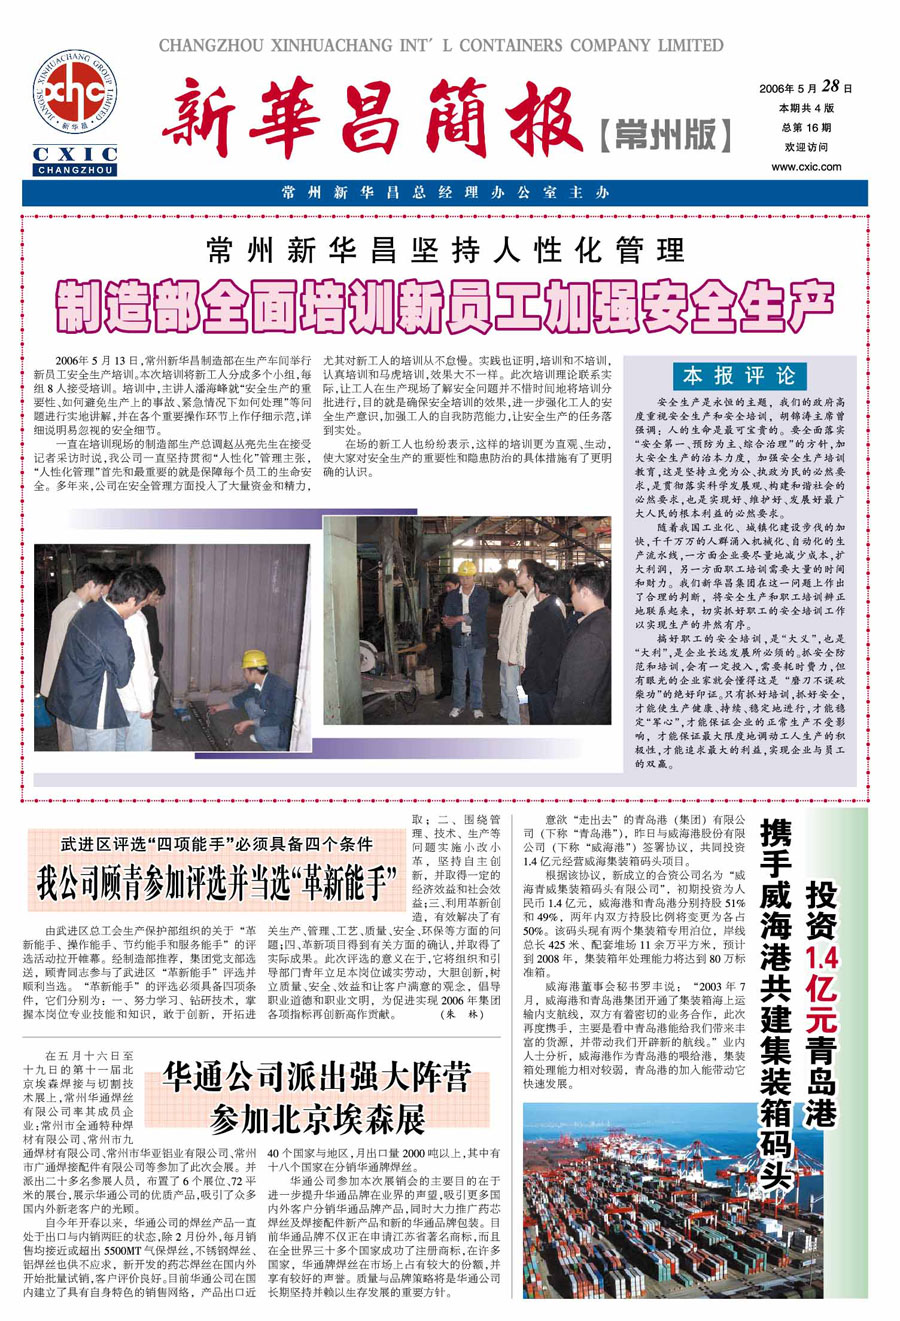 CHANGZHOU XINHUACHANG INT'L CONTAINERS COMPANY LIMITED
JIANGSU XINHUACHANG GROUP LIMITED
xhc
新华昌
CXIC
CHANGZHOU
新華昌簡报
【常州版】
2006年5月28日
本期共4版
总第16期
欢迎访问
www.cxic.com
常州新华昌总经理办公室主办
常州新华昌坚持人性化管理
制造部全面培训新员工加强安全生产
2006年5月13日,常州新华昌制造部在生产车间举行
新员工安全生产培训。本次培训将新工人分成多个小组,每
组8人接受培训。培训中,主讲人潘海峰就“安全生产的重
要性、如何避免生产上的事故、紧急情况下如何处理”等问
题进行实地讲解,并在各个重要操作环节上作仔细示范,详
细说明易忽视的安全细节。
一直在培训现场的制造部生产总调赵丛亮先生在接受
记者采访时说,我公司一直坚持贯彻“人性化”管理主张,
“人性化管理”首先和最重要的就是保障每个员工的生命安
全。多年来,公司在安全管理方面投入了大量资金和精力,
尤其对新工人的培训从不怠慢。实践也证明,培训和不培训,
认真培训和马虎培训,效果大不一样。此次培训理论联系实
际,让工人在生产现场了解安全问题并不惜时间地将培训分
批进行,目的就是确保安全培训的效果,进一步强化工人的安
全生产意识,加强工人的自我防范能力,让安全生产的任务落
到实处。
在场的新工人也纷纷表示,这样的培训更为直观、生动,
使大家对安全生产的重要性和隐患防治的具体措施有了更明
确的认识。
本报评论
安全生产是永恒的主题，我们的政府高
度重视安全生产和安全培训，胡锦涛主席曾
强调：人的生命是最可宝贵的。要全面落实
“安全第一、预防为主、综合治理”的方针,加
大安全生产的治本力度，加强安全生产培训
教育,这是坚持立党为公、执政为民的必然要
求,是贯彻落实科学发展观、构建和谐社会的
必然要求,也是实现好、维护好、发展好最广
大人民的根本利益的必然要求。
随着我国工业化、城镇化建设步伐的加
快,千千万万的人群涌入机械化、自动化的生
产流水线,一方面企业要尽量地减少成本,扩
大利润，另一方面职工培训需要大量的时间
和财力。我们新华昌集团在这一问题上作出
了合理的判断，将安全生产和职工培训辩正
地联系起来，切实抓好职工的安全培训工作
以实现生产的井然有序。
搞好职工的安全培训,是“大义”,也是
“大利”,是企业长远发展所必须的。抓安全防
范和培训,会有一定投入,需要耗时费力,但
有眼光的企业家就会懂得这是“磨刀不误砍
柴功”的绝好印证。只有抓好培训,抓好安全，
才能使生产健康、持续、稳定地进行,才能稳
定“军心”,才能保证企业的正常生产不受影
响，才能保证最大限度地调动工人生产的积
极性,才能追求最大的利益,实现企业与员工
的双赢。
武进区评选“四项能手”必须具备四个条件
我公司顾青参加评选并当选“革新能手”
由武进区总工会生产保护部组织的关于“革
新能手、操作能手、节约能手和服务能手”的评
选活动拉开帷幕。经制造部推荐，集团党支部选
送，顾青同志参与了武进区“革新能手”评选并
顺利当选。“革新能手”的评选必须具备四项条
件，它们分别为：一、努力学习、钻研技术，掌
握本岗位专业技能和知识，敢于创新，开拓进
取；二、围绕管
理、技术、生产等
问题实施小改小
革，坚持自主创
新，并取得一定的
经济效益和社会效
益;三、利用革新创
造，有效解决了有
关生产、管理、工艺、质量、安全、环保等方面的问
题;四、革新项目得到有关方面的确认,并取得了
实际成果。此次评选的意义在于,它将组织和引
导部门青年立足本岗位诚实劳动，大胆创新,树
立质量、安全、效益和让客户满意的观念，倡导
职业道德和职业文明，为促进实现2006年集团
各项指标再创新高作贡献。 (朱 林)
华通公司派出强大阵营
参加北京埃森展
在五月十六日至
十九日的第十一届北
京埃森焊接与切割技
术展上,常州华通焊丝
有限公司率其成员企
业:常州市全通特种焊
材有限公司、常州市九
通焊材有限公司、常州市华亚铝业有限公司、常州
市广通焊接配件有限公司等参加了此次会展。并
派出二十多名参展人员，布置了6个展位、72平
米的展台,展示华通公司的优质产品,吸引了众多
国内外新老客户的光顾。
自今年开春以来，华通公司的焊丝产品一直
处于出口与内销两旺的状态,除2月份外,每月销
售均接近或超出5500MT气保焊丝,不锈钢焊丝、
铝焊丝也供不应求，新开发的药芯焊丝在国内外
开始批量试销,客户评价良好。目前华通公司在国
内建立了具有自身特色的销售网络，产品出口近
40个国家与地区,月出口量2000吨以上,其中有
十八个国家在分销华通牌焊丝。
华通公司参加本次展销会的主要目的在于
进一步提升华通品牌在业界的声望,吸引更多国
内外客户分销华通品牌产品,同时大力推广药芯
焊丝及焊接配件新产品和新的华通品牌包装。目
前华通品牌不仅正在申请江苏省著名商标,而且
在全世界三十多个国家成功了注册商标,在许多
国家，华通牌焊丝在市场上占有较大的份额,并
享有较好的声誉。质量与品牌策略将是华通公司
长期坚持并赖以生存发展的重要方针。
意欲“走出去”的青岛港（集团）有限公
司（下称“青岛港”），昨日与威海港股份有限
公司（下称“威海港”）签署协议，共同投资
1.4亿元经营威海集装箱码头项目。
根据该协议，新成立的合资公司名为“威
海青威集装箱码头有限公司”，初期投资为人
民币1.4亿元，威海港和青岛港分别持股51%
和49%，两年内双方持股比例将变更为各占
50%。该码头现有两个集装箱专用泊位，岸线
总长425米、配套堆场11余万平方米，预计
到2008年，集装箱年处理能力将达到80万标
准箱。
威海港董事会秘书罗丰说：“2003年7
月，威海港和青岛港集团开通了集装箱海上运
输内支航线，双方有着密切的业务合作，此次
再度携手，主要是看中青岛港能给我们带来丰
富的货源，并带动我们开辟新的航线。”业内
人士分析，威海港作为青岛港的喂给港，集装
箱处理能力相对较弱，青岛港的加入能带动它
快速发展。
投资1.4亿元青岛港
携手威海港共建集装箱码头